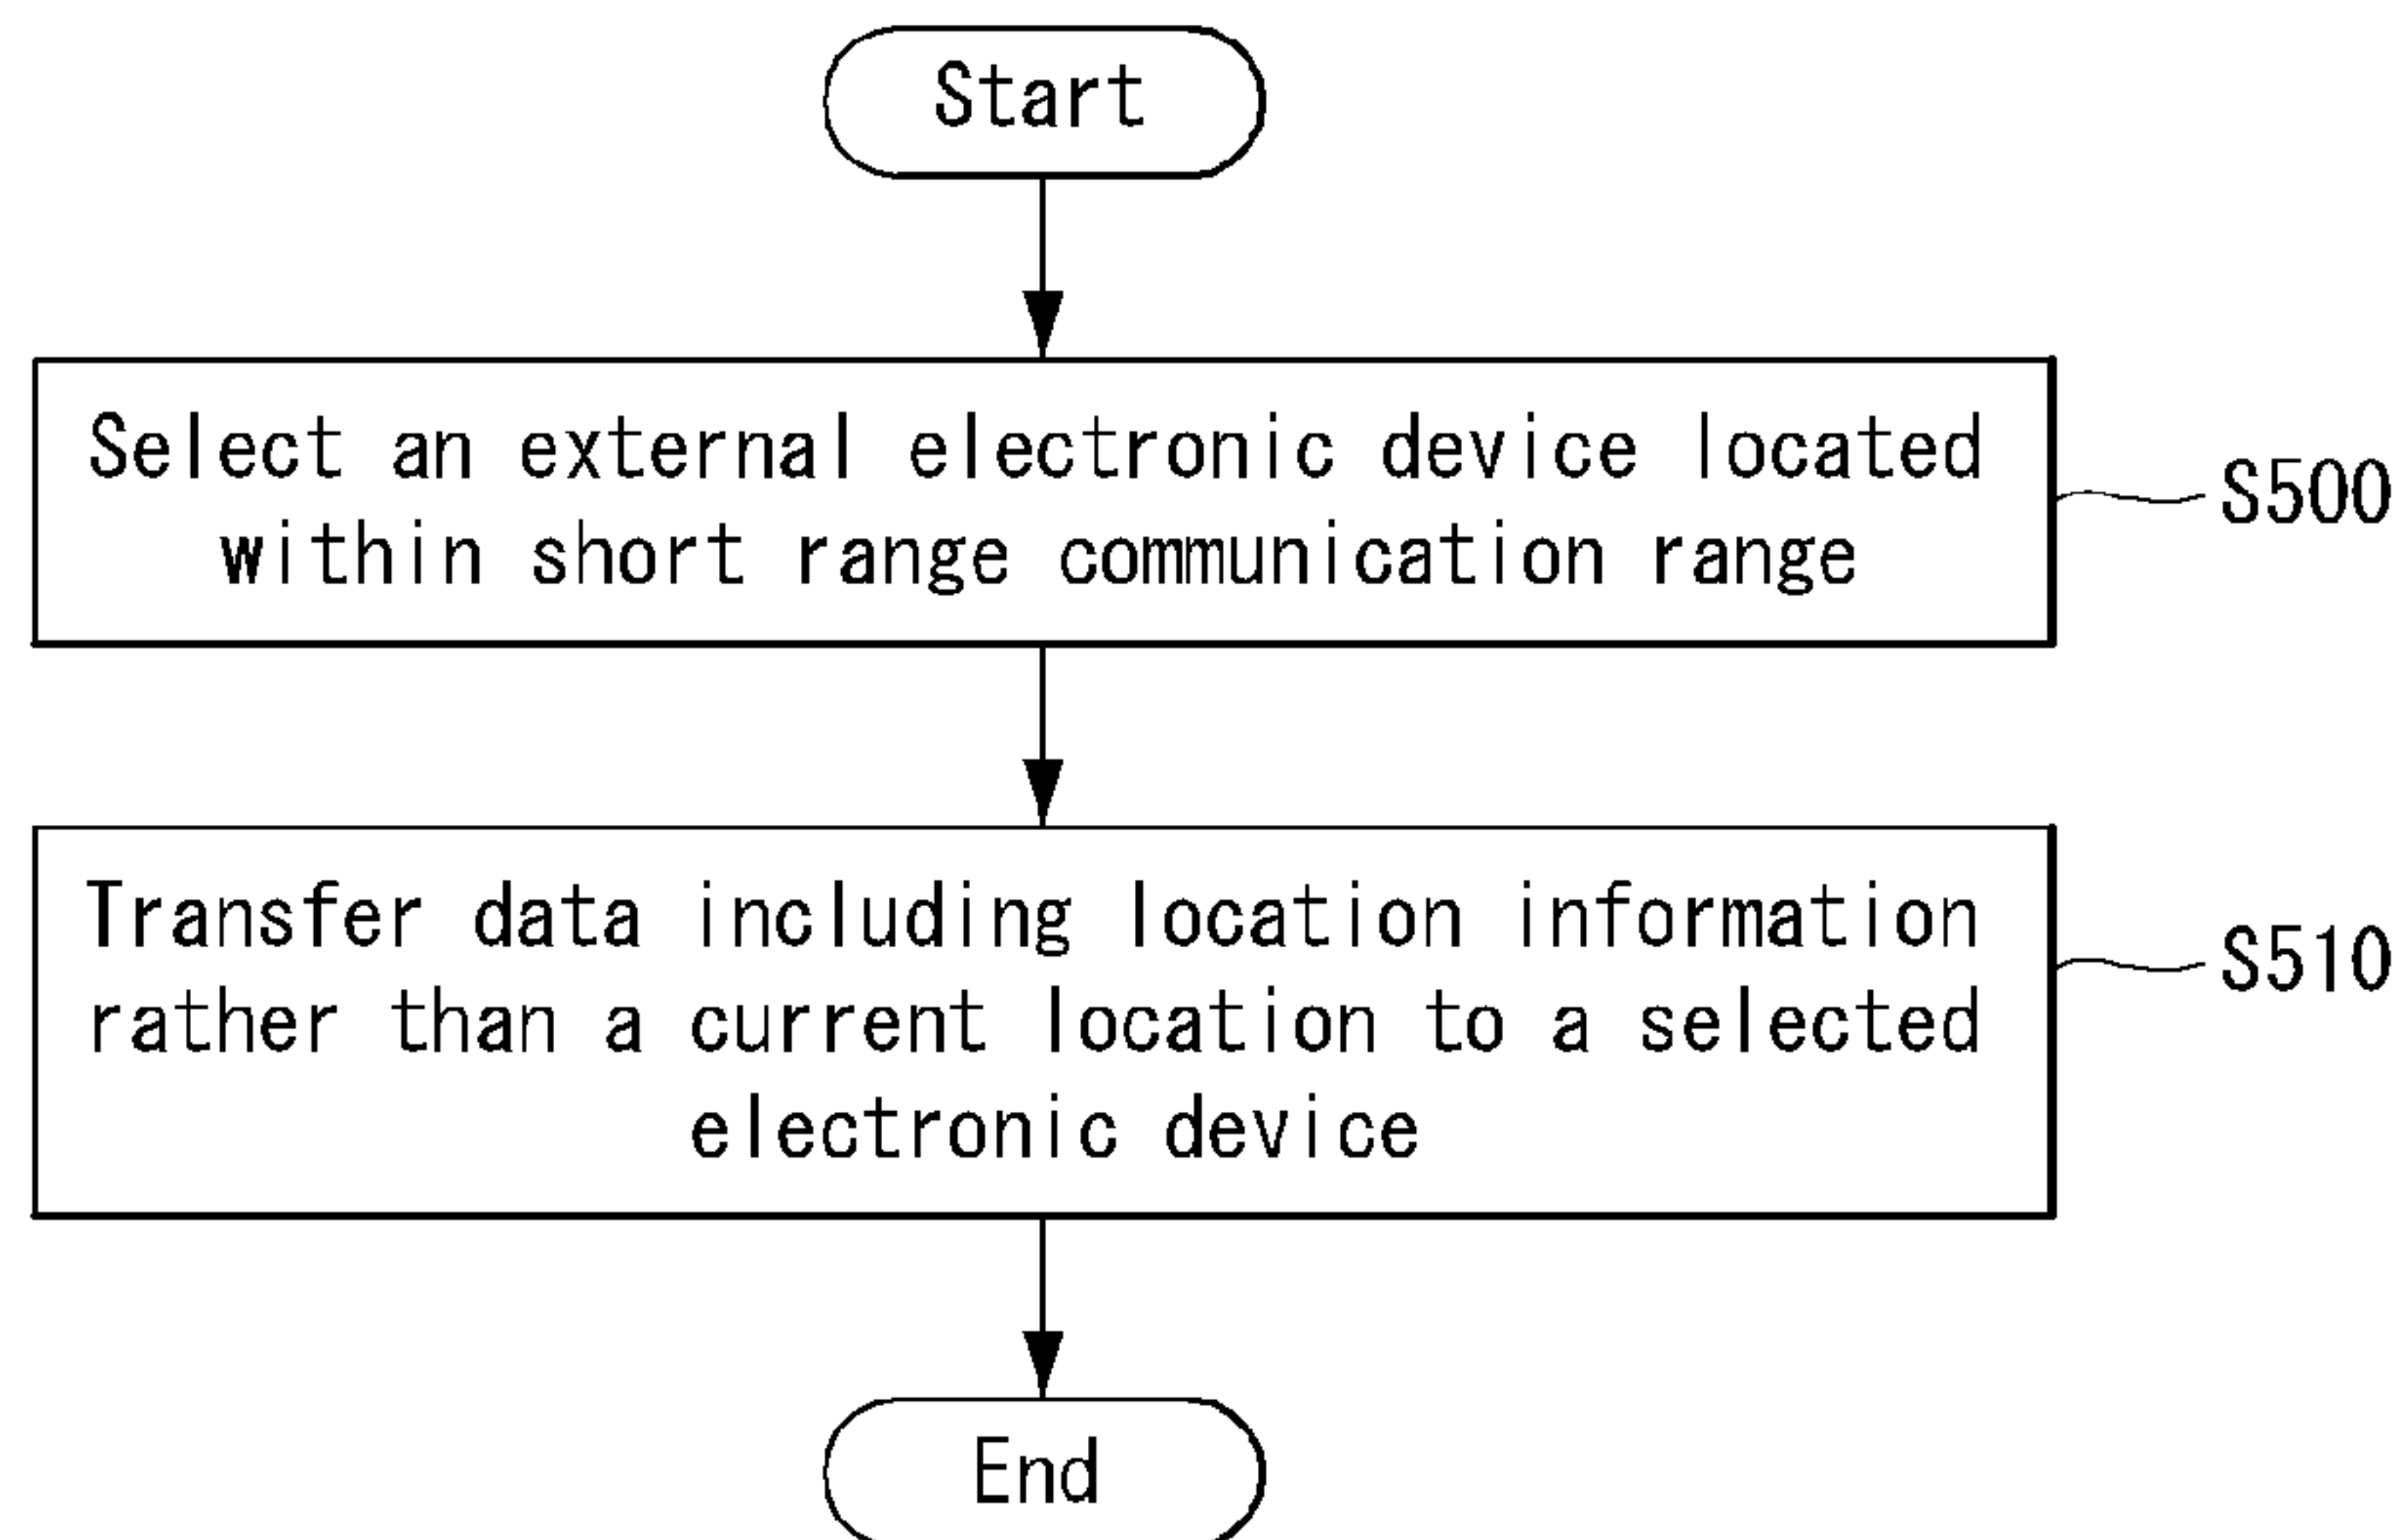 Start
Select an external electronic device located
within short range communication range
S500
Transfer data including location information
rather than a current location to a selected
electronic device
S510
End